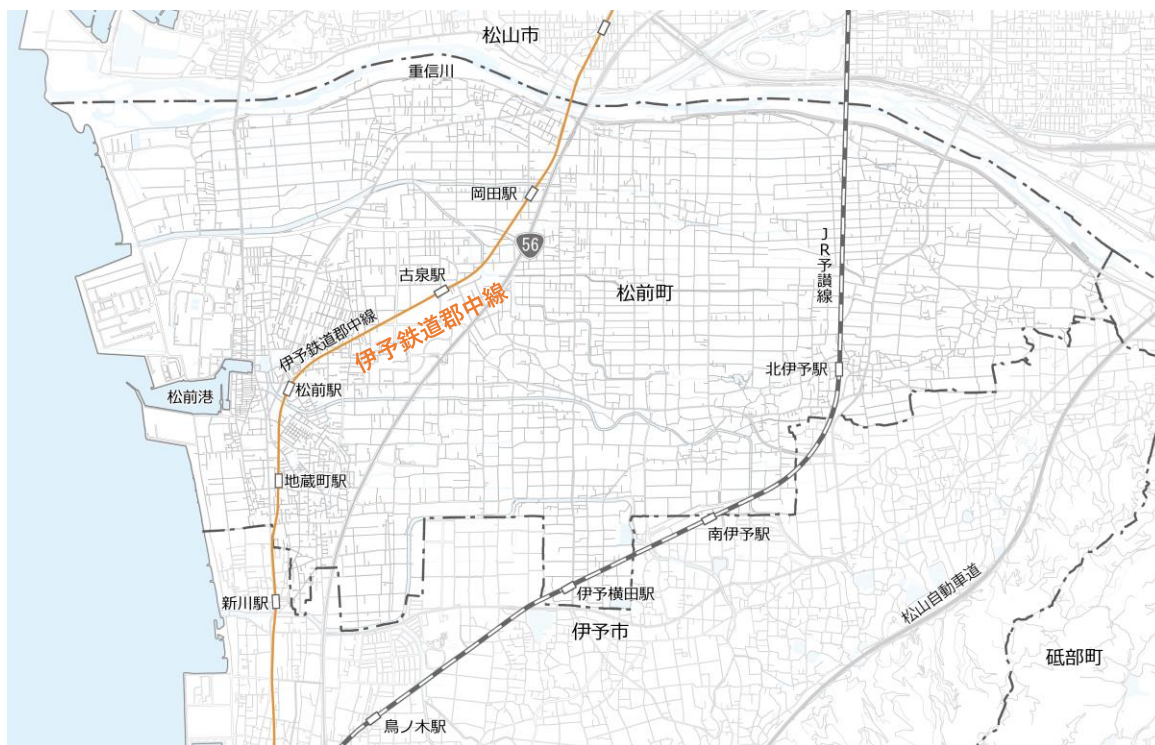 松山市
重信川
岡田駅
56
JR予讃線
古泉駅
松前町
伊予鉄道郡中線
伊予鉄道郡中線
北伊予駅
松前港
松前駅
地蔵町駅
南伊予駅
新川駅
伊予横田駅
松山自動車道
伊予市
砥部町
鳥ノ木駅